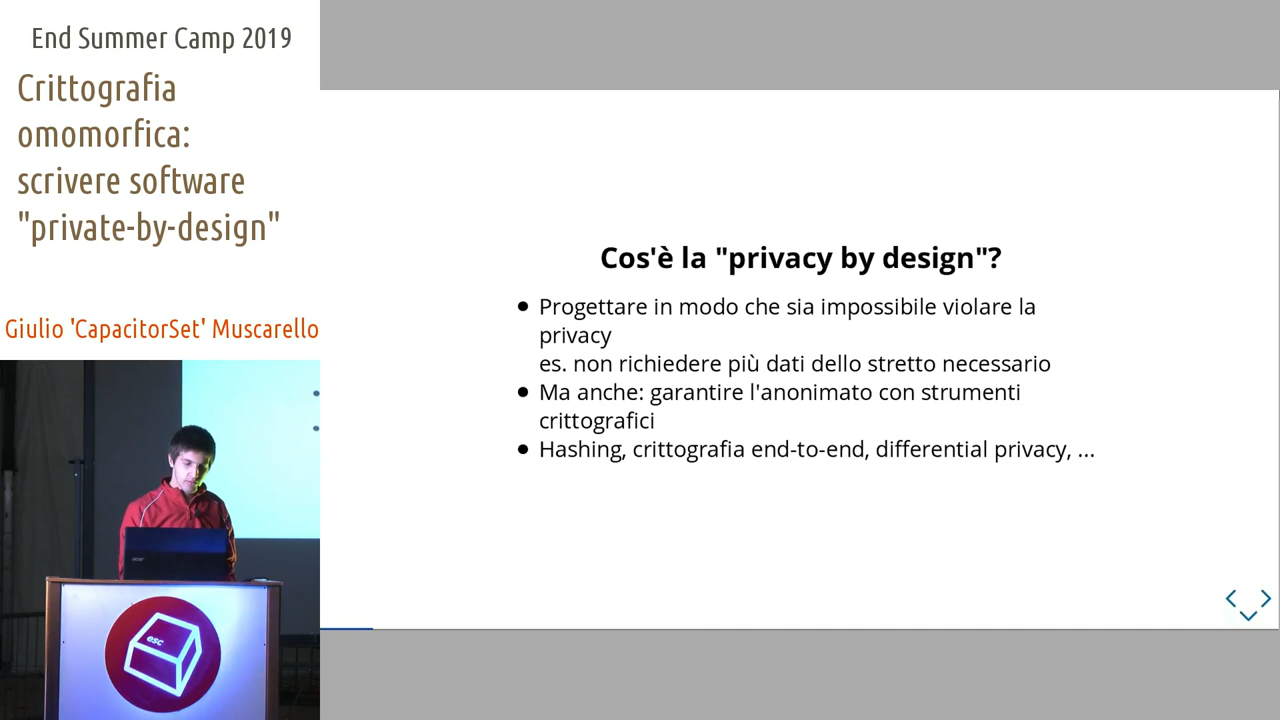 End Summer Camp 2019
Crittografia
omomorfica:
scrivere software
"private-by-design"
Giulio 'CapacitorSet' Muscarello
Cos'è la "privacy by design"?
• Progettare in modo che sia impossibile violare la
privacy
es. non richiedere più dati dello stretto necessario
• Ma anche: garantire l'anonimato con strumenti
crittografici
• Hashing, crittografia end-to-end, differential privacy, ...
acer
esc